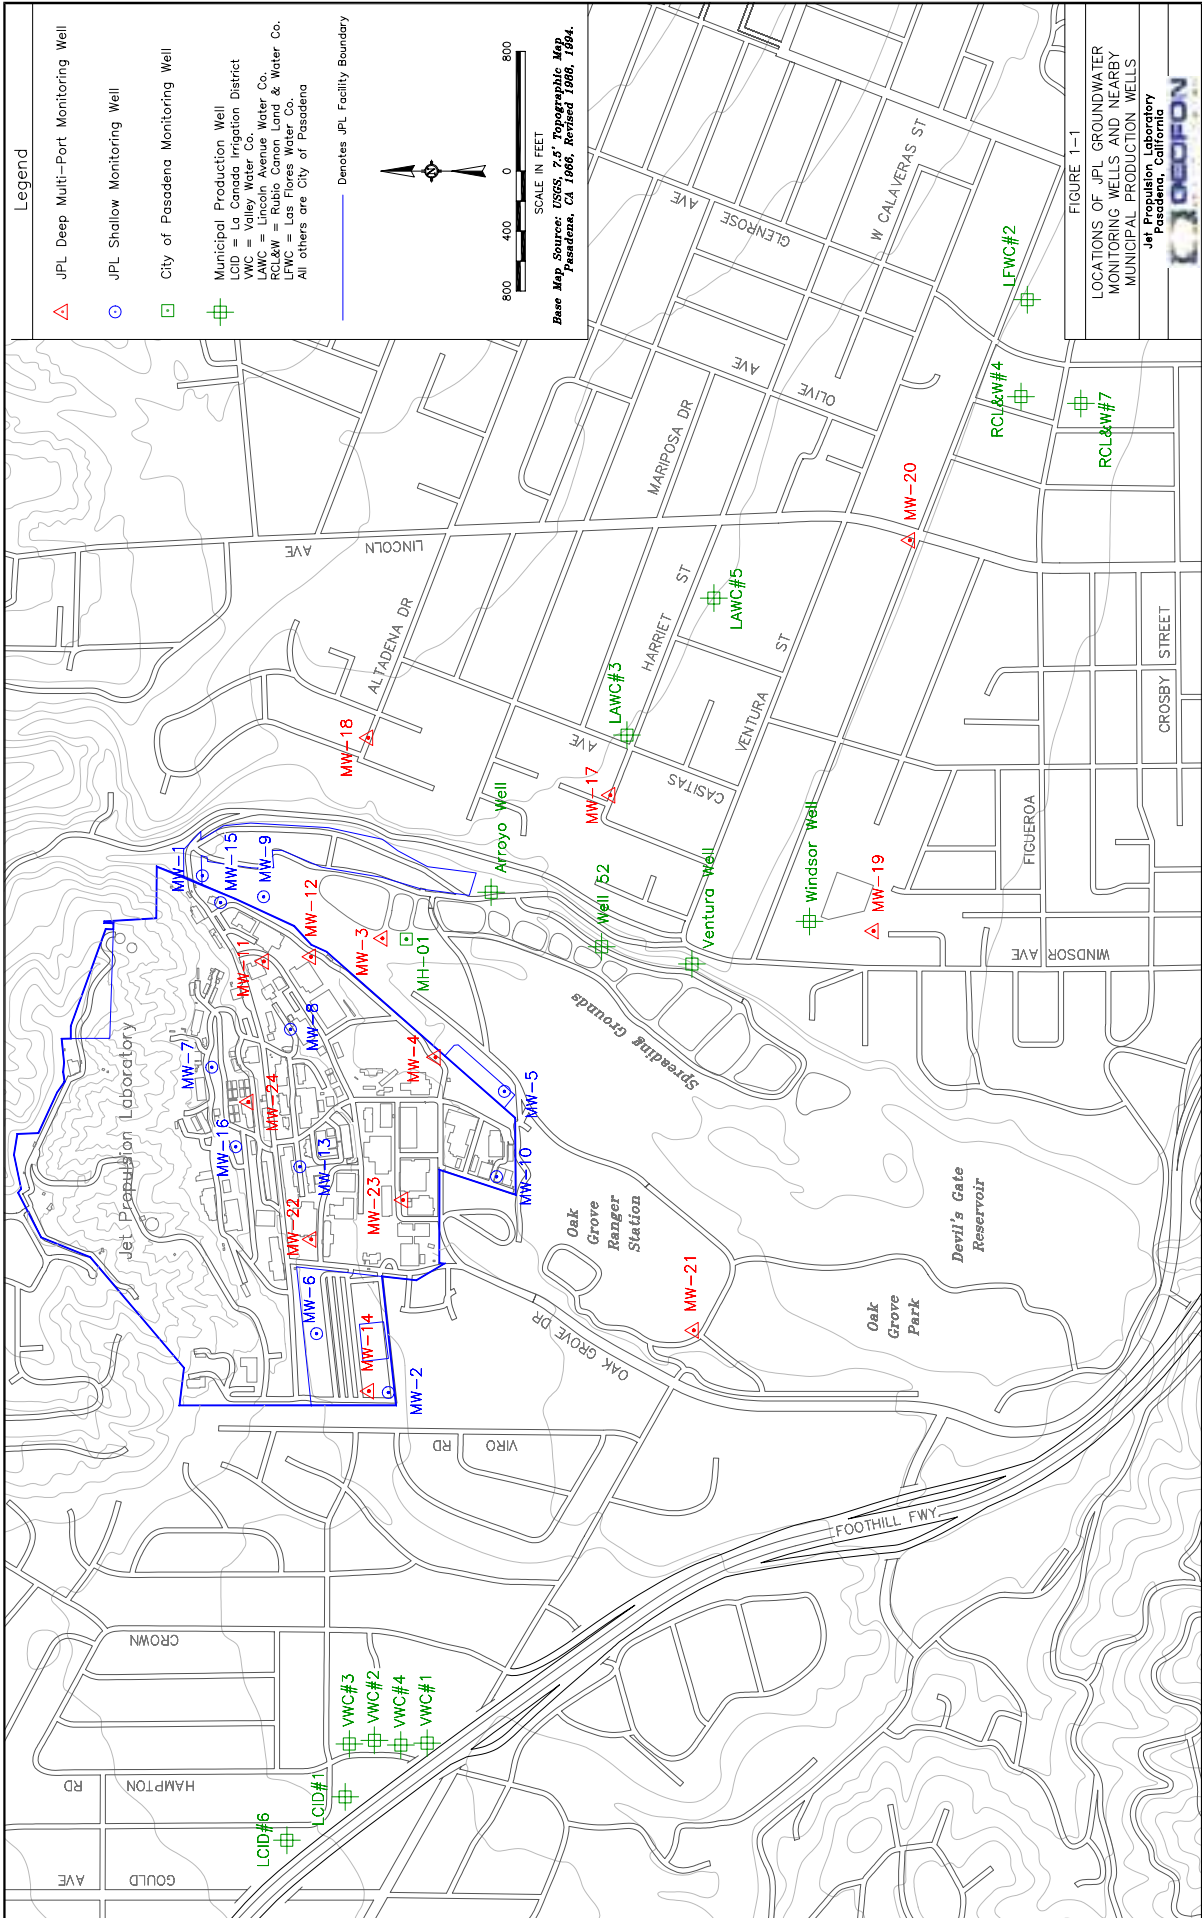 Legend
JPL Deep Multi-Port Monitoring Well
JPL Shallow Monitoring Well
City of Pasadena Monitoring Well
Municipal Production Well
LCID = La Canada Irrigation District
VWC = Valley Water Co.
LAWC = Lincoln Avenue Water Co.
RCL&W = Rubio Canon Land & Water Co.
LFWC = Las Flores Water Co.
All others are City of Pasadena
Denotes JPL Facility Boundary
N
800 400 0 800
SCALE IN FEET
Base Map Source: USGS, 7.5' Topographic Map
Pasadena, CA 1966, Revised 1988, 1994.
FIGURE 1-1
LOCATIONS OF JPL GROUNDWATER
MONITORING WELLS AND NEARBY
MUNICIPAL PRODUCTION WELLS
Jet Propulsion Laboratory
Pasadena, California
GEOFON
GLENROSE
AVE
W CALAVERAS ST
LFWC#2
RCL&W#4
RCL&W#7
OLIVE
AVE
MARIPOSA DR
MW-20
LINCOLN
AVE
LAWC#5
HARRIET
ST
ALTADENA DR
LAWC#3
VENTURA
ST
CROSBY
STREET
MW-18
CASITAS
AVE
MW-17
Arroyo Well
Well 52
Ventura Well
Windsor Well
MW-19
FIGUEROA
WINDSOR AVE
MW-1
MW-15
MW-9
MW-12
MW-3
MH-01
MW-8
MW-7
MW-4
MW-5
MW-24
MW-16
MW-13
MW-10
MW-23
MW-22
MW-6
MW-14
MW-2
MW-21
Jet Propulsion Laboratory
Spreading Grounds
Oak
Grove
Ranger
Station
Devil's Gate
Reservoir
Oak
Grove
Park
OAK GROVE DR
VIRO
RD
FOOTHILL FWY
CROWN
VWC#3
VWC#2
VWC#4
VWC#1
HAMPTON
RD
LCID#1
LCID#6
GOULD
AVE